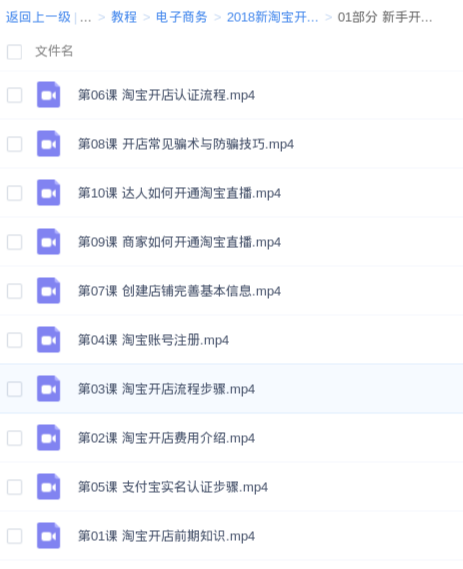 返回上一级 | ... > 教程 > 电子商务 > 2018新淘宝开... > 01部分 新手开...
文件名
第06课 淘宝开店认证流程.mp4
第08课 开店常见骗术与防骗技巧.mp4
第10课 达人如何开通淘宝直播.mp4
第09课 商家如何开通淘宝直播.mp4
第07课 创建店铺完善基本信息.mp4
第04课 淘宝账号注册.mp4
第03课 淘宝开店流程步骤.mp4
第02课 淘宝开店费用介绍.mp4
第05课 支付宝实名认证步骤.mp4
第01课 淘宝开店前期知识.mp4